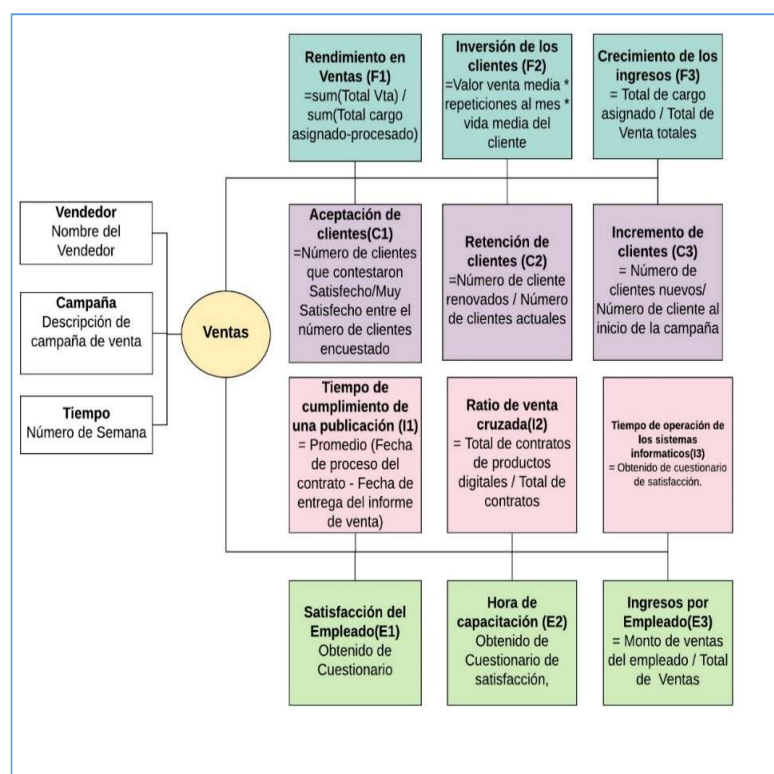 Rendimiento en
Ventas (F1)
=sum(Total Vta) /
sum(Total cargo
asignado-procesado)
Inversión de los
clientes (F2)
=Valor venta media *
repeticiones al mes *
vida media del
cliente
Crecimiento de los
ingresos (F3)
= Total de cargo
asignado / Total de
Venta totales
Vendedor
Nombre del
Vendedor
Campaña
Descripción de
campaña de venta
Tiempo
Número de Semana
Ventas
Aceptación de
clientes(C1)
=Número de clientes
que contestaron
Satisfecho/Muy
Satisfecho entre el
número de clientes
encuestado
Retención de
clientes (C2)
=Número de cliente
renovados / Número
de clientes actuales
Incremento de
clientes (C3)
= Número de
clientes nuevos/
Número de cliente al
inicio de la campaña
Tiempo de
cumplimiento de
una publicación (I1)
= Promedio (Fecha
de proceso del
contrato - Fecha de
entrega del informe
de venta)
Ratio de venta
cruzada(I2)
= Total de contratos
de productos
digitales / Total de
contratos
Tiempo de operación de
los sistemas
informaticos(I3)
= Obtenido de cuestionario
de satisfacción.
Satisfacción del
Empleado(E1)
Obtenido de
Cuestionario
Hora de
capacitación (E2)
Obtenido de
Cuestionario de
satisfacción,
Ingresos por
Empleado(E3)
= Monto de ventas
del empleado / Total
de Ventas